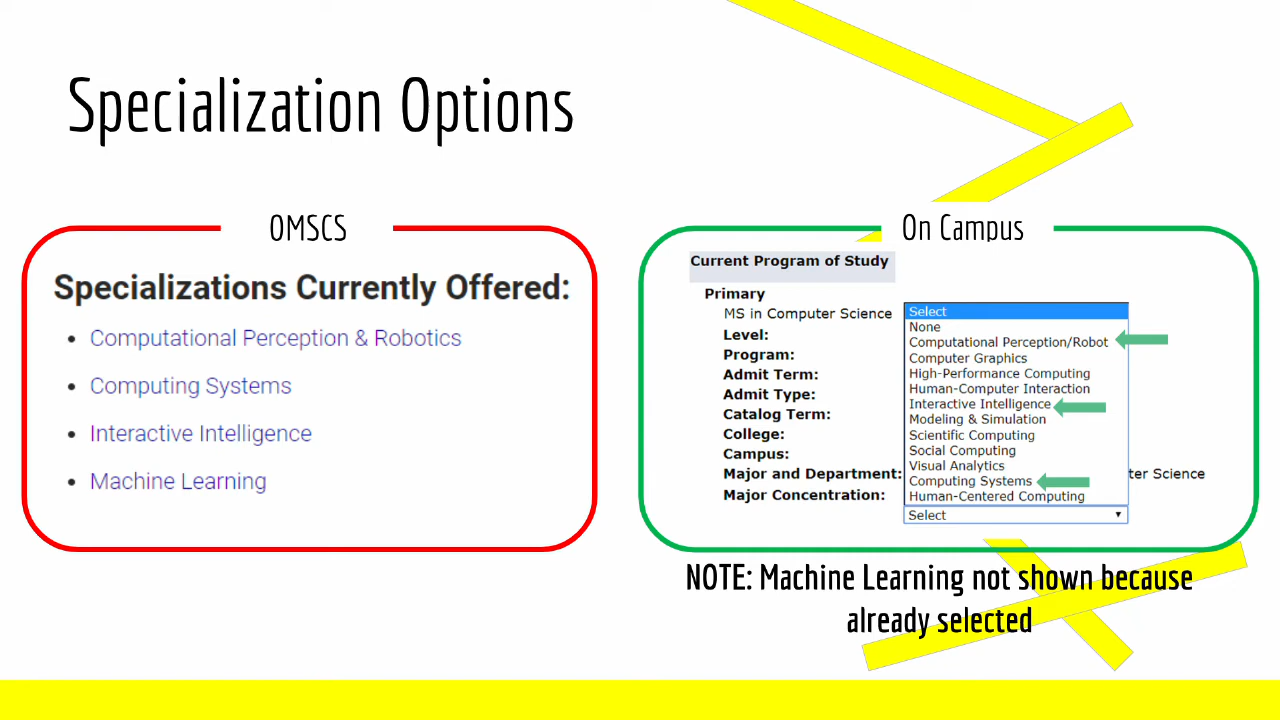 Specialization Options
OMSCS
Specializations Currently Offered:
• Computational Perception & Robotics
• Computing Systems
• Interactive Intelligence
• Machine Learning
On Campus
Current Program of Study
Primary
MS in Computer Science
Level:
Program:
Admit Term:
Admit Type:
Catalog Term:
College:
Campus:
Major and Department:
Major Concentration:
Select
None
Computational Perception/Robot
Computer Graphics
High-Performance Computing
Human-Computer Interaction
Interactive Intelligence
Modeling & Simulation
Scientific Computing
Social Computing
Visual Analytics
Computing Systems
Human-Centered Computing
ter Science
Select
NOTE: Machine Learning not shown because
already selected